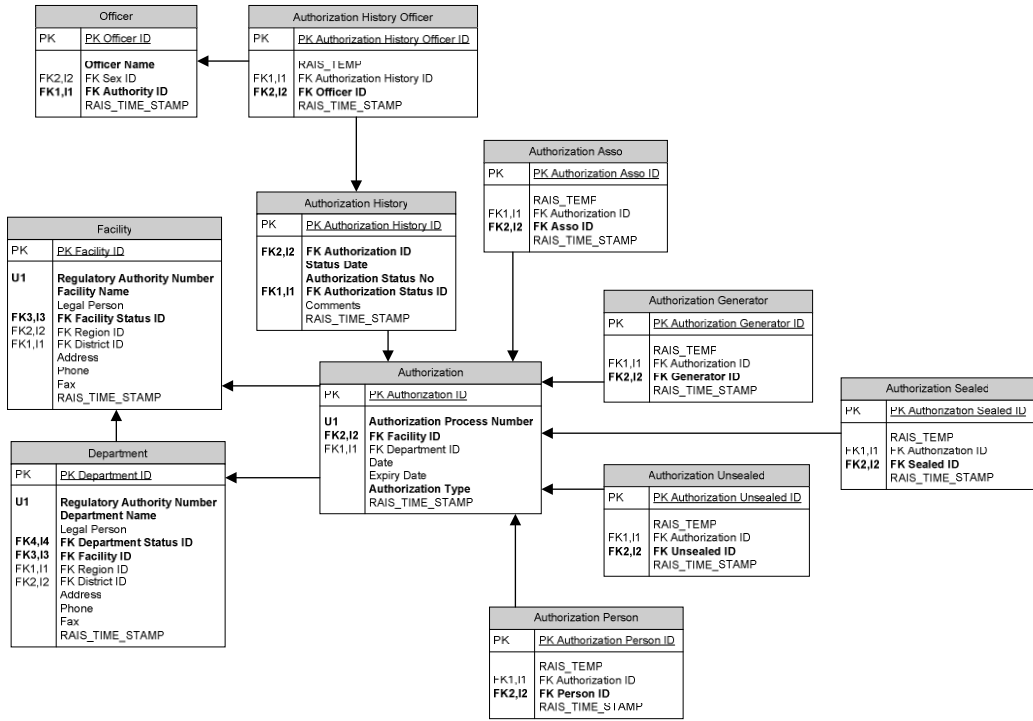 Officer
PK PK Officer ID
Officer Name
FK2,I2 FK Sex ID
FK1,I1 FK Authority ID
RAIS_TIME_STAMP
Authorization History Officer
PK PK Authorization History Officer ID
RAIS_TEMP
FK1,I1 FK Authorization History ID
FK2,I2 FK Officer ID
RAIS_TIME_STAMP
Authorization Asso
PK PK Authorization Asso ID
RAIS_TEMP
FK1,I1 FK Authorization ID
FK2,I2 FK Asso ID
RAIS_TIME_STAMP
Authorization History
PK PK Authorization History ID
FK2,I2 FK Authorization ID
Status Date
Authorization Status No
FK1,I1 FK Authorization Status ID
Comments
RAIS_TIME_STAMP
Facility
PK PK Facility ID
U1 Regulatory Authority Number
Facility Name
Legal Person
FK3,I3 FK Facility Status ID
FK2,I2 FK Region ID
FK1,I1 FK District ID
Address
Phone
Fax
RAIS_TIME_STAMP
Authorization Generator
PK PK Authorization Generator ID
RAIS_TEMP
FK1,I1 FK Authorization ID
FK2,I2 FK Generator ID
RAIS_TIME_STAMP
Authorization
PK PK Authorization ID
U1 Authorization Process Number
FK2,I2 FK Facility ID
FK1,I1 FK Department ID
Date
Expiry Date
Authorization Type
RAIS_TIME_STAMP
Authorization Sealed
PK PK Authorization Sealed ID
RAIS_TEMP
FK1,I1 FK Authorization ID
FK2,I2 FK Sealed ID
RAIS_TIME_STAMP
Department
PK PK Department ID
U1 Regulatory Authority Number
Department Name
Legal Person
FK4,I4 FK Department Status ID
FK3,I3 FK Facility ID
FK1,I1 FK Region ID
FK2,I2 FK District ID
Address
Phone
Fax
RAIS_TIME_STAMP
Authorization Unsealed
PK PK Authorization Unsealed ID
RAIS_TEMP
FK1,I1 FK Authorization ID
FK2,I2 FK Unsealed ID
RAIS_TIME_STAMP
Authorization Person
PK PK Authorization Person ID
RAIS_TEMP
FK1,I1 FK Authorization ID
FK2,I2 FK Person ID
RAIS_TIME_STAMP